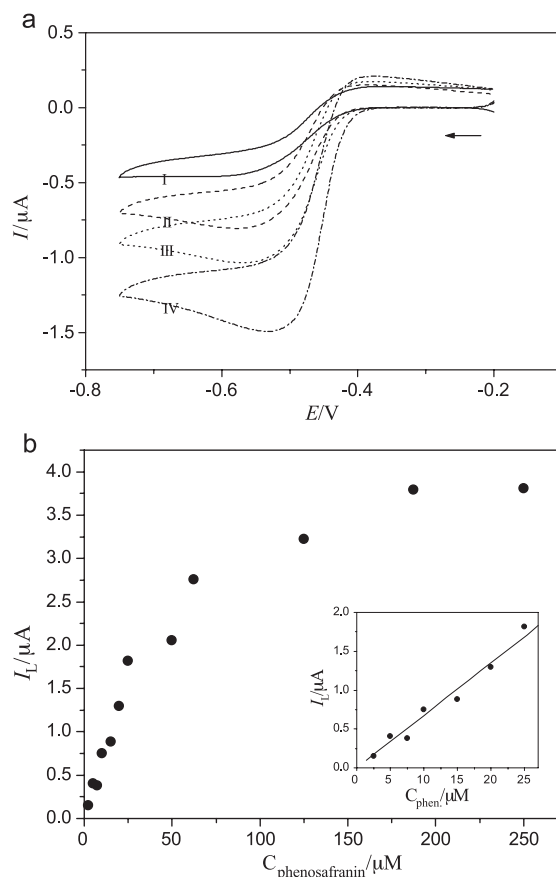 a
0.5
0.0
-0.5
-1.0
-1.5
I/µA
I
II
III
IV
-0.8 -0.6 -0.4 -0.2
E/V
b
4.0
3.5
3.0
2.5
2.0
1.5
1.0
0.5
0.0
I_L/µA
0 50 100 150 200 250
C_phenosafranin/µM
2.0
1.5
1.0
0.5
0
I_L/µA
0 5 10 15 20 25
C_phen./µM